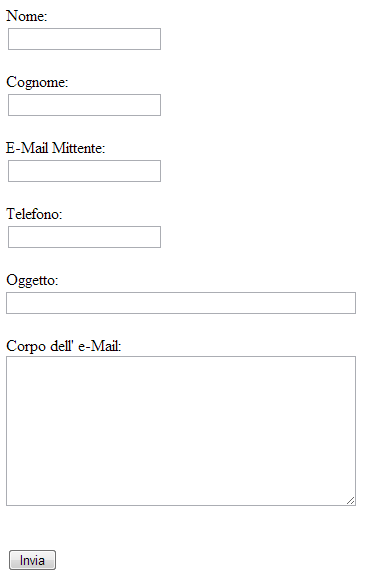 Nome:
Cognome:
E-Mail Mittente:
Telefono:
Oggetto:
Corpo dell' e-Mail:
Invia